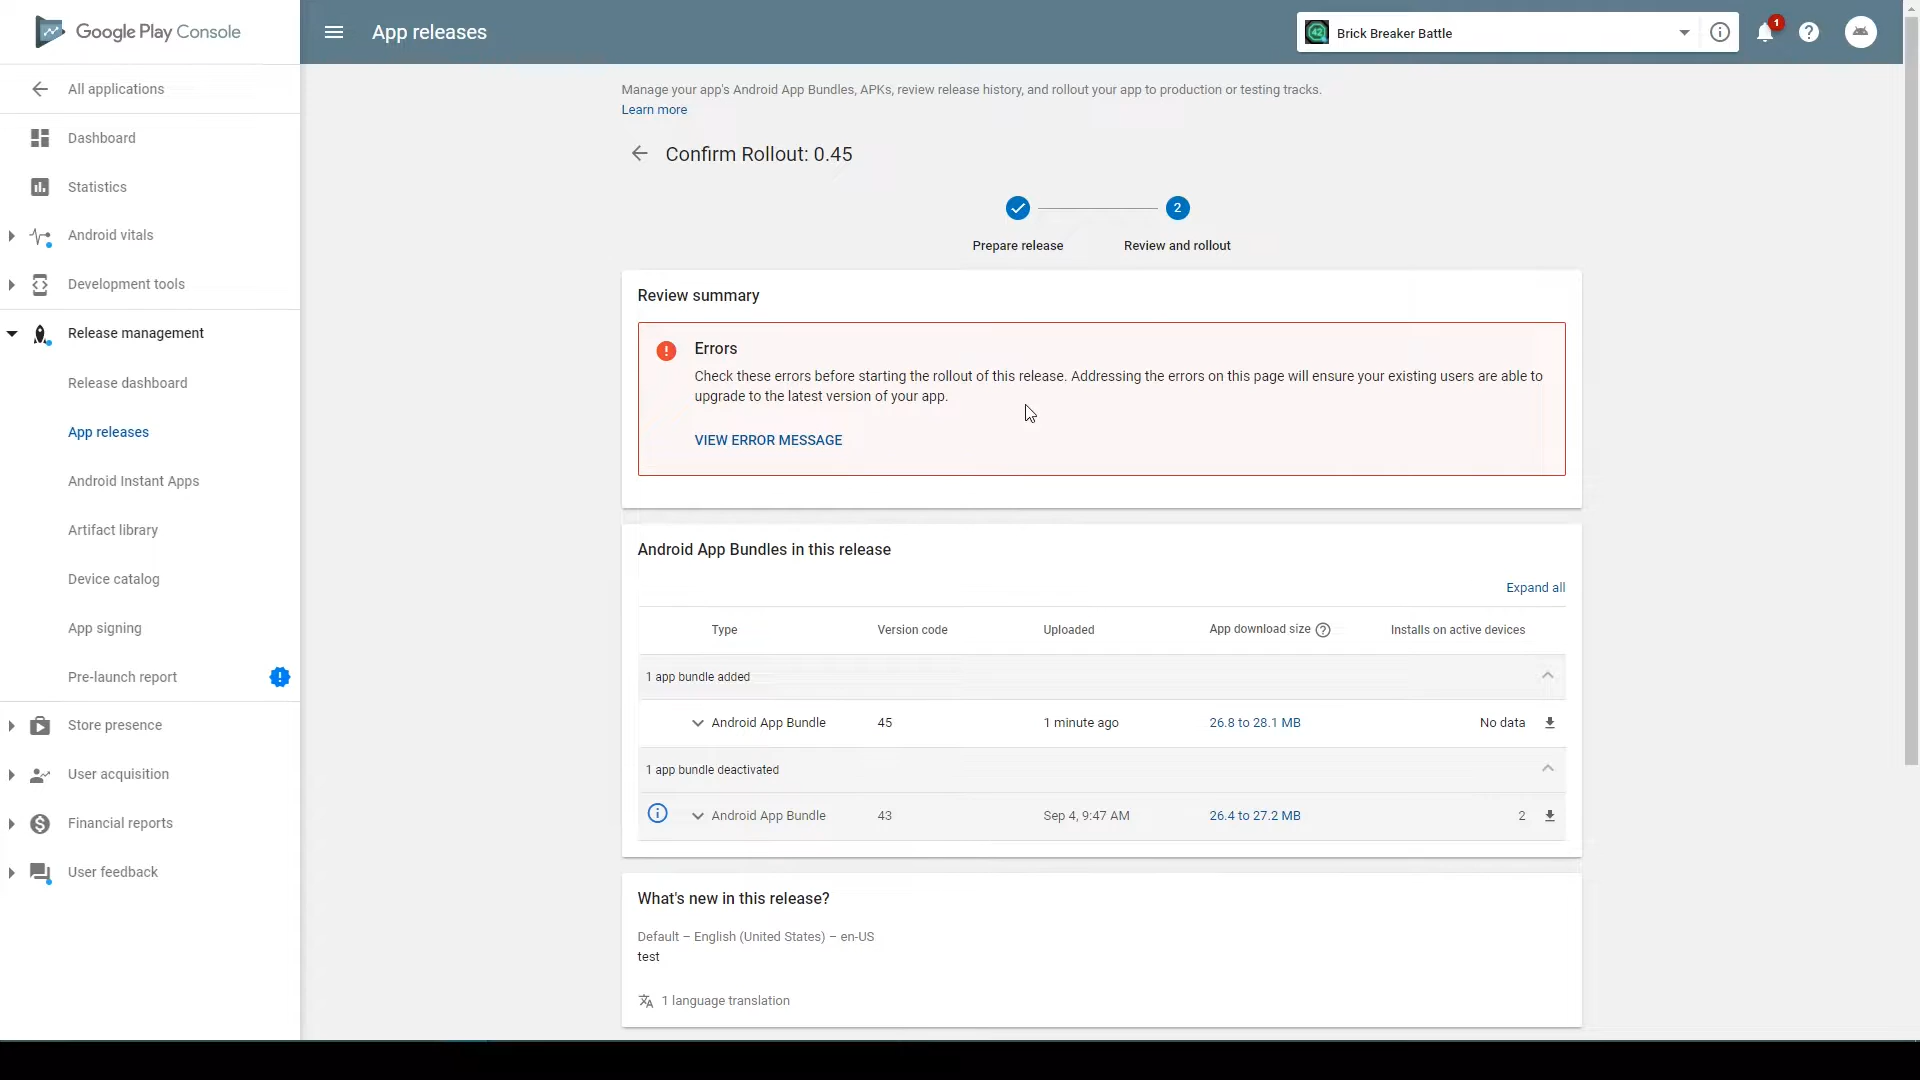 Google Play Console
App releases
Brick Breaker Battle
1
All applications
Dashboard
Statistics
Android vitals
Development tools
Release management
Release dashboard
App releases
Android Instant Apps
Artifact library
Device catalog
App signing
Pre-launch report
Store presence
User acquisition
Financial reports
User feedback
Manage your app's Android App Bundles, APKs, review release history, and rollout your app to production or testing tracks.
Learn more
Confirm Rollout: 0.45
2
Prepare release
Review and rollout
Review summary
Errors
Check these errors before starting the rollout of this release. Addressing the errors on this page will ensure your existing users are able to
upgrade to the latest version of your app.
VIEW ERROR MESSAGE
Android App Bundles in this release
Expand all
Type Version code Uploaded App download size Installs on active devices
1 app bundle added
Android App Bundle 45 1 minute ago 26.8 to 28.1 MB No data
1 app bundle deactivated
Android App Bundle 43 Sep 4, 9:47 AM 26.4 to 27.2 MB 2
What's new in this release?
Default – English (United States) – en-US
test
1 language translation